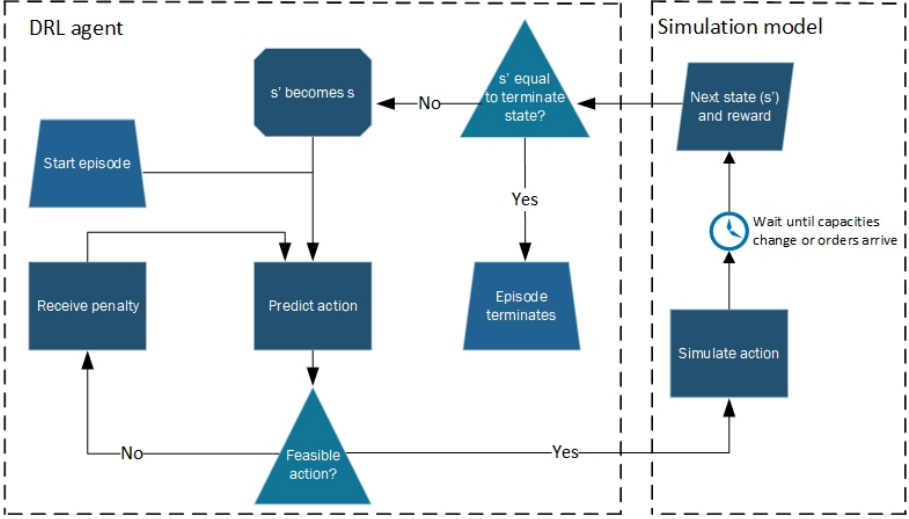 DRL agent
Simulation model
s' becomes s
No
s' equal
to terminate
state?
Next state (s')
and reward
Start episode
Yes
Wait until capacities
change or orders arrive
Receive penalty
Predict action
Episode
terminates
Simulate action
No
Feasible
action?
Yes